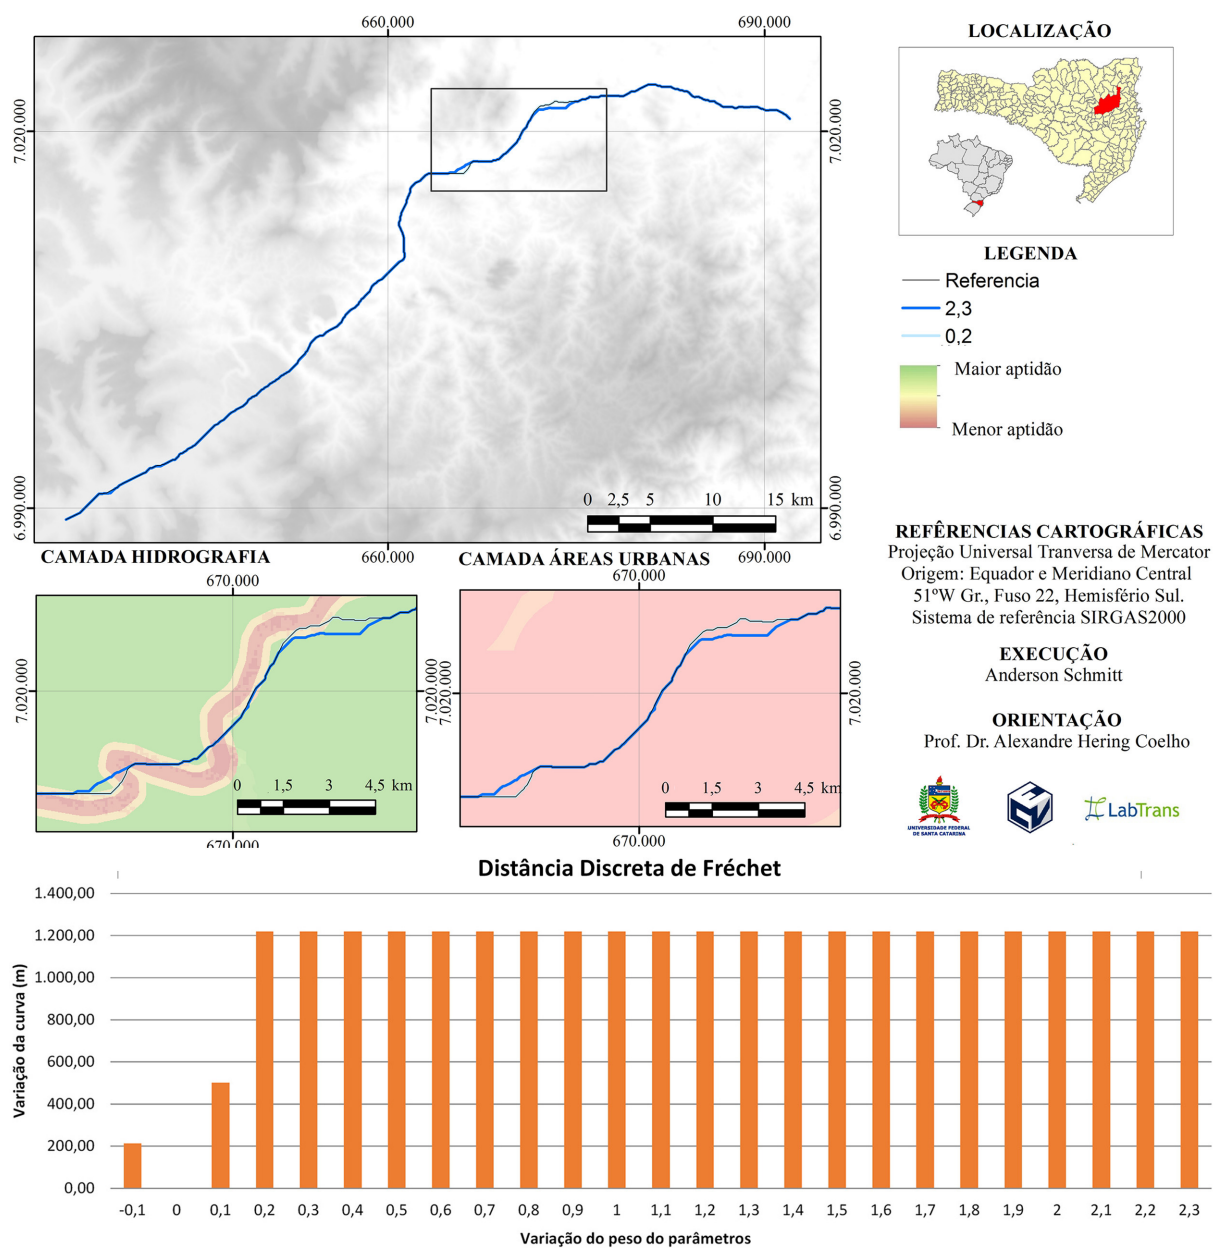 660.000
690.000
7.020.000
7.020.000
6.990.000
6.990.000
0 2,5 5 10 15 km
660.000
690.000
LOCALIZAÇÃO
LEGENDA
Referencia
2,3
0,2
Maior aptidão
Menor aptidão
REFÊRENCIAS CARTOGRÁFICAS
Projeção Universal Tranversa de Mercator
Origem: Equador e Meridiano Central
51ºW Gr., Fuso 22, Hemisfério Sul.
Sistema de referência SIRGAS2000
EXECUÇÃO
Anderson Schmitt
ORIENTAÇÃO
Prof. Dr. Alexandre Hering Coelho
UNIVERSIDADE FEDERAL
DE SANTA CATARINA
LabTrans
CAMADA HIDROGRAFIA
670.000
7.020.000
7.020.000
0 1,5 3 4,5 km
670.000
CAMADA ÁREAS URBANAS
670.000
7.020.000
7.020.000
0 1,5 3 4,5 km
670.000
Distância Discreta de Fréchet
Variação da curva (m)
1.400,00
1.200,00
1.000,00
800,00
600,00
400,00
200,00
0,00
-0,1 0 0,1 0,2 0,3 0,4 0,5 0,6 0,7 0,8 0,9 1 1,1 1,2 1,3 1,4 1,5 1,6 1,7 1,8 1,9 2 2,1 2,2 2,3
Variação do peso do parâmetros